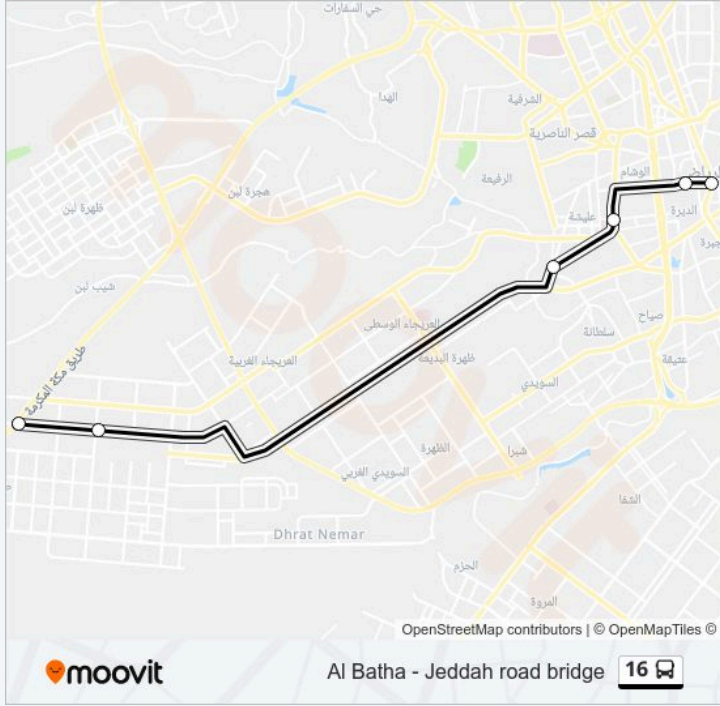 حي السفارات
الهدا
الشرفية
قصر الناصرية
الوشام
الرفيعة
هجرة لبن
ظهرة لبن
الديرة
عليشة
شيب لبن
صياح
سلطانة
العريجاء الوسطى
عتيقة
ظهرة البديعة
العريجاء الغربية
طريق مكة المكرمة
السويدي
الظهرة
شبرا
السويدي الغربي
الشفا
Dhrat Nemar
الحزم
المروة
OpenStreetMap contributors | © OpenMapTiles ©
moovit
Al Batha - Jeddah road bridge 16